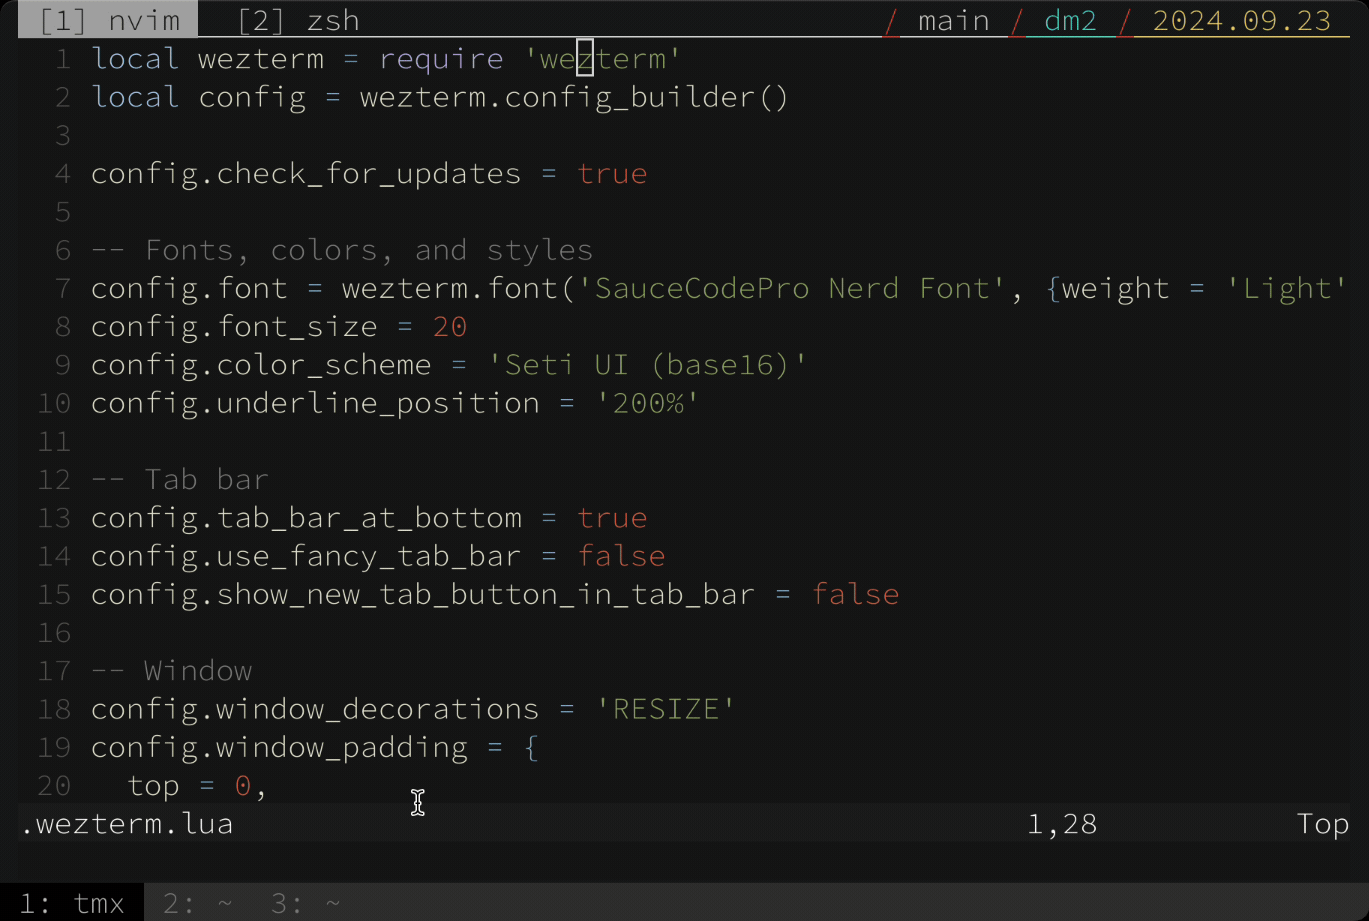 [1] nvim  [2] zsh / main / dm2 / 2024.09.23
1 local wezterm = require 'wezterm'
2 local config = wezterm.config_builder()
3
4 config.check_for_updates = true
5
6 -- Fonts, colors, and styles
7 config.font = wezterm.font('SauceCodePro Nerd Font', {weight = 'Light'
8 config.font_size = 20
9 config.color_scheme = 'Seti UI (base16)'
10 config.underline_position = '200%'
11
12 -- Tab bar
13 config.tab_bar_at_bottom = true
14 config.use_fancy_tab_bar = false
15 config.show_new_tab_button_in_tab_bar = false
16
17 -- Window
18 config.window_decorations = 'RESIZE'
19 config.window_padding = {
20   top = 0,
.wezterm.lua 1,28 Top
1: tmx  2: ~  3: ~